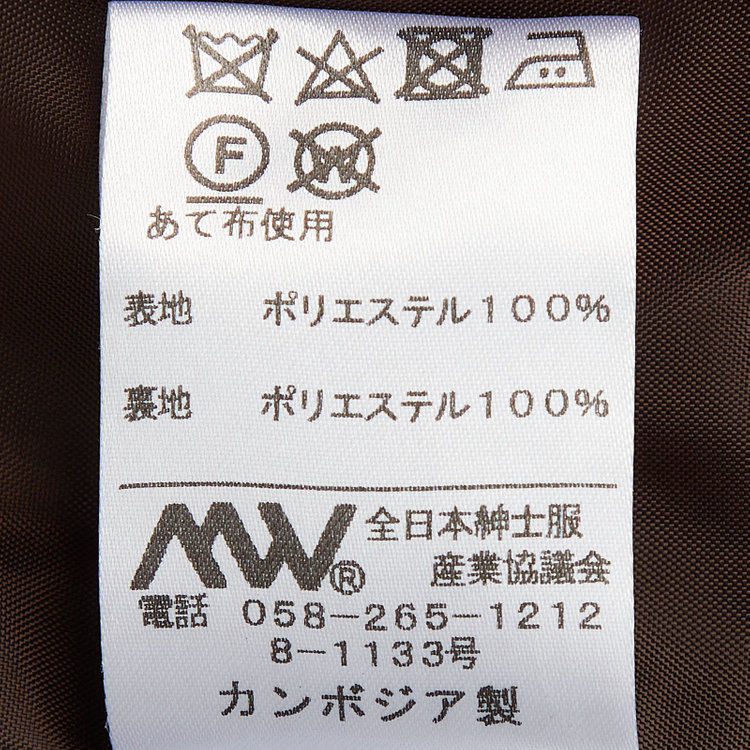 F W
あて布使用
表地 ポリエステル100%
裏地 ポリエステル100%
MW® 全日本紳士服
産業協議会
電話 058-265-1212
8-1133号
カンボジア製